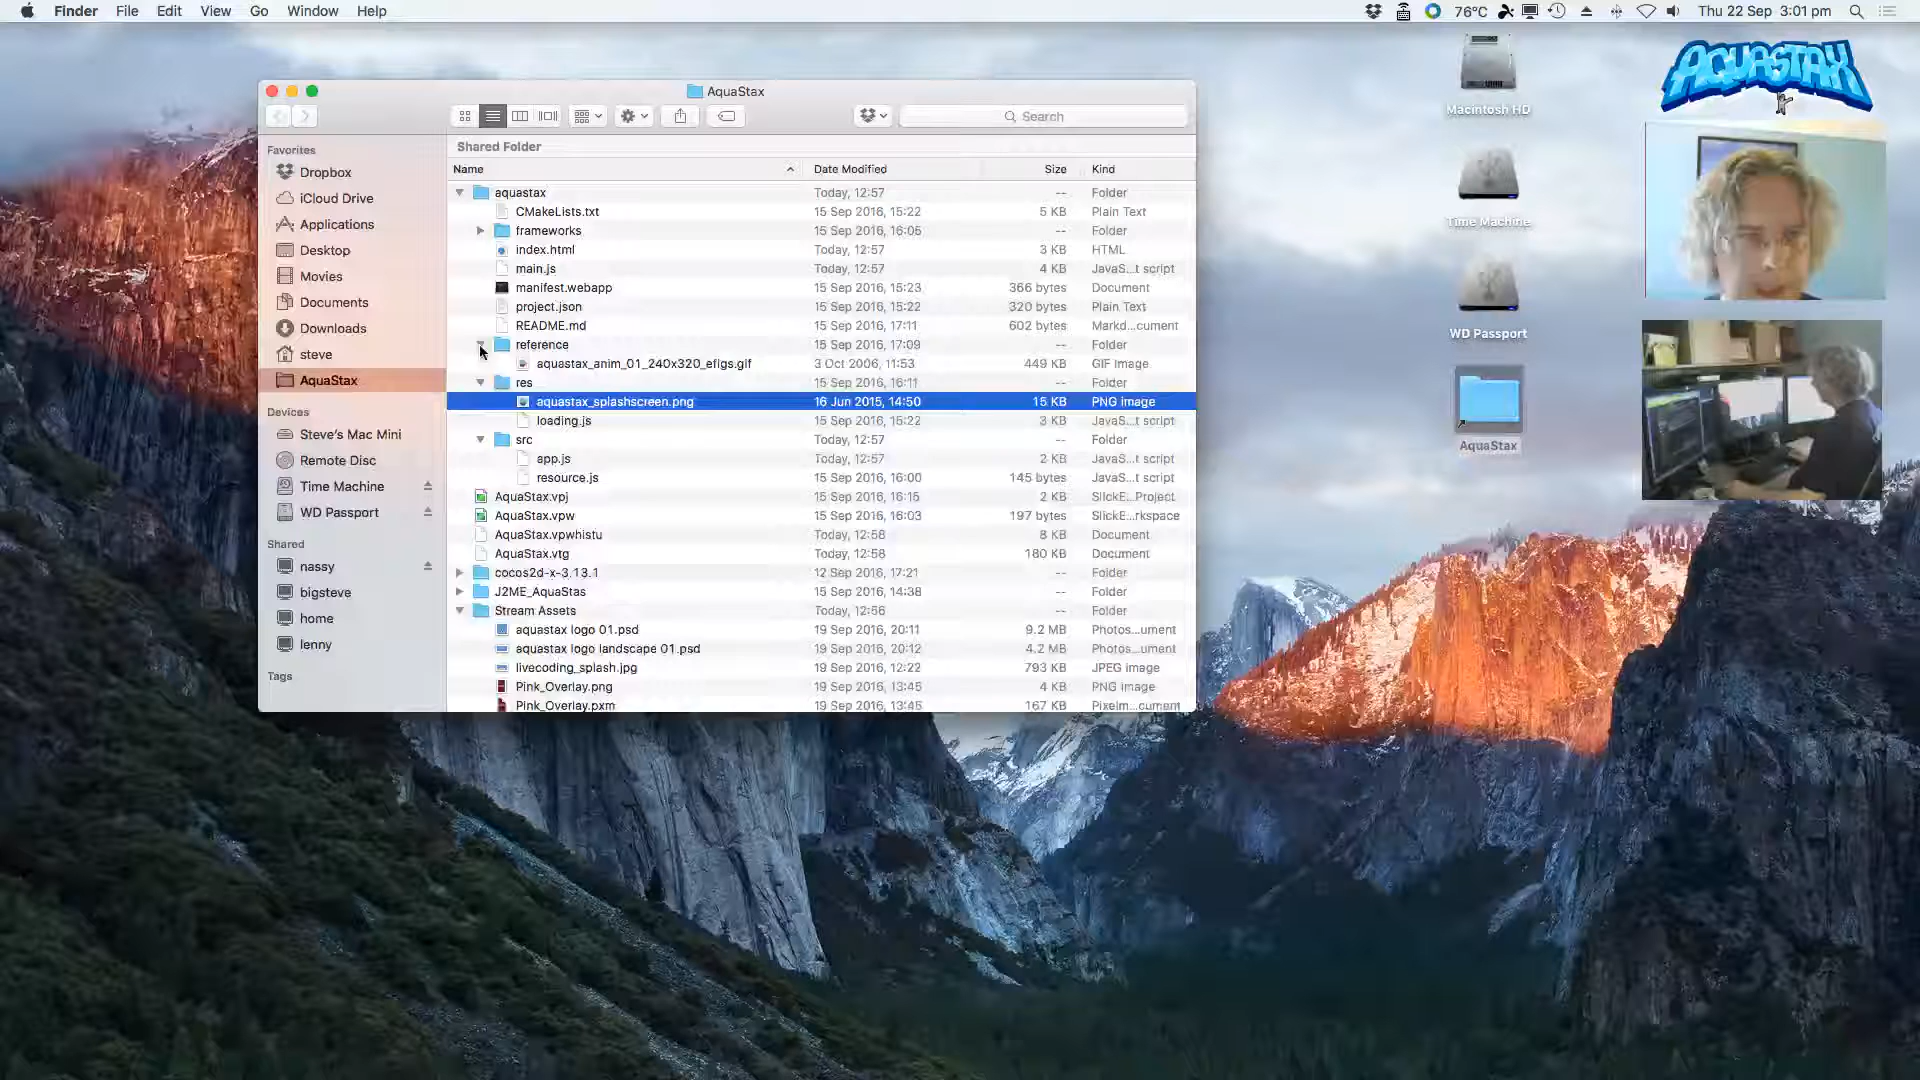 Finder File Edit View Go Window Help
76°C Thu 22 Sep 3:01 pm
AQUASTAX
AquaStax
Search
Shared Folder
Name Date Modified Size Kind
aquastax Today, 12:57 -- Folder
CMakeLists.txt 15 Sep 2016, 15:22 5 KB Plain Text
frameworks 15 Sep 2016, 16:05 -- Folder
index.html Today, 12:57 3 KB HTML
main.js Today, 12:57 4 KB JavaS...t script
manifest.webapp 15 Sep 2016, 15:23 366 bytes Document
project.json 15 Sep 2016, 15:22 320 bytes Plain Text
README.md 15 Sep 2016, 17:11 602 bytes Markd...cument
reference 15 Sep 2016, 17:09 -- Folder
aquastax_anim_01_240x320_efigs.gif 3 Oct 2006, 11:53 449 KB GIF image
res 15 Sep 2016, 16:11 -- Folder
aquastax_splashscreen.png 16 Jun 2015, 14:50 15 KB PNG image
loading.js 15 Sep 2016, 15:22 3 KB JavaS...t script
src Today, 12:57 -- Folder
app.js Today, 12:57 2 KB JavaS...t script
resource.js 15 Sep 2016, 16:00 145 bytes JavaS...t script
AquaStax.vpj 15 Sep 2016, 16:15 2 KB SlickE...Project
AquaStax.vpw 15 Sep 2016, 16:03 197 bytes SlickE...rkspace
AquaStax.vpwhistu Today, 12:58 8 KB Document
AquaStax.vtg Today, 12:58 180 KB Document
cocos2d-x-3.13.1 12 Sep 2016, 17:21 -- Folder
J2ME_AquaStas 15 Sep 2016, 14:38 -- Folder
Stream Assets Today, 12:56 -- Folder
aquastax logo 01.psd 19 Sep 2016, 20:11 9.2 MB Photos...ument
aquastax logo landscape 01.psd 19 Sep 2016, 20:12 4.2 MB Photos...ument
livecoding_splash.jpg 19 Sep 2016, 12:22 793 KB JPEG image
Pink_Overlay.png 19 Sep 2016, 13:45 4 KB PNG image
Pink_Overlay.pxm 19 Sep 2016, 13:45 167 KB Pixelm...cument
Favorites
Dropbox
iCloud Drive
Applications
Desktop
Movies
Documents
Downloads
steve
AquaStax
Devices
Steve's Mac Mini
Remote Disc
Time Machine
WD Passport
Shared
nassy
bigsteve
home
lenny
Tags
Macintosh HD
Time Machine
WD Passport
AquaStax